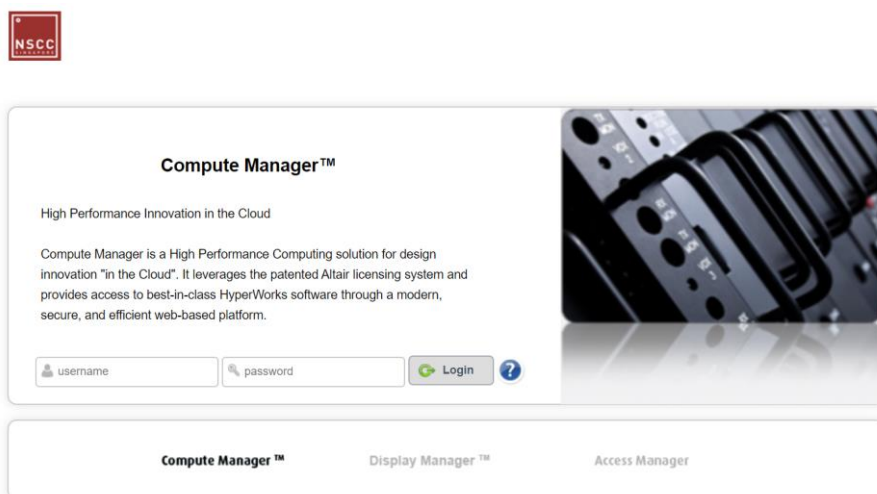 NSCC
SINGAPORE
Compute Manager™
High Performance Innovation in the Cloud
Compute Manager is a High Performance Computing solution for design
innovation "in the Cloud". It leverages the patented Altair licensing system and
provides access to best-in-class HyperWorks software through a modern,
secure, and efficient web-based platform.
username password Login ?
Compute Manager ™ Display Manager ™ Access Manager